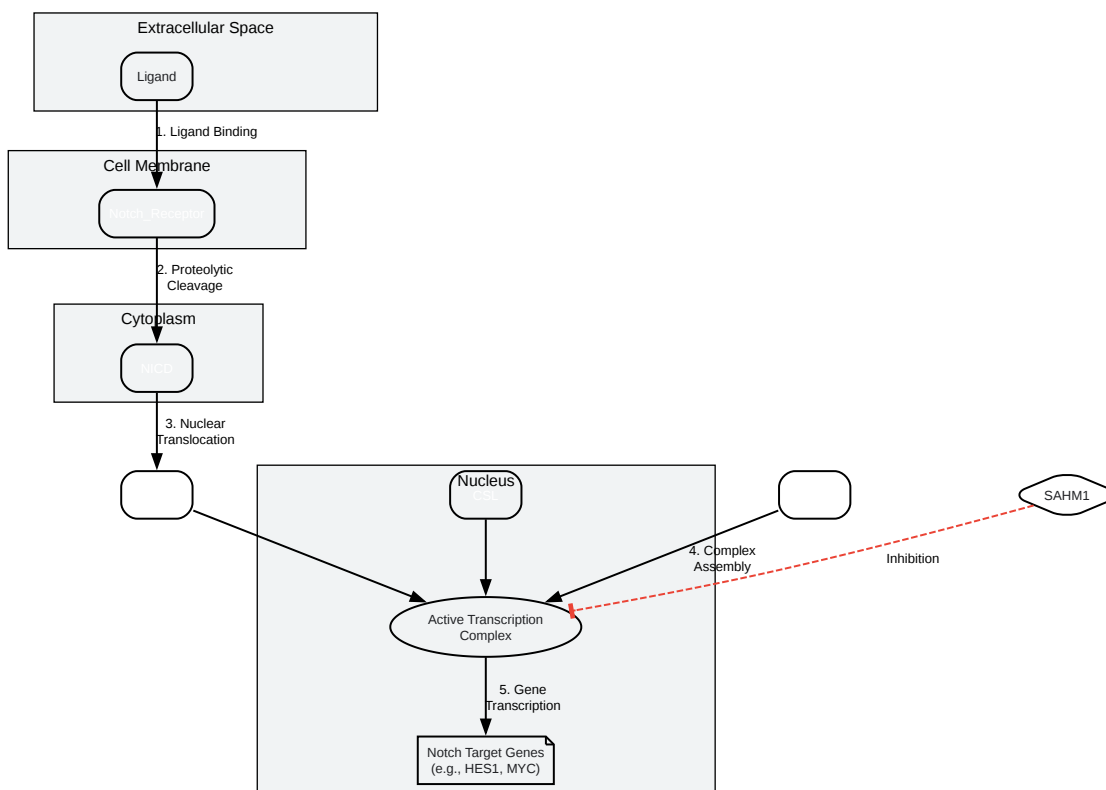 Extracellular Space
Ligand
1. Ligand Binding
Cell Membrane
Notch_Receptor
2. Proteolytic
Cleavage
Cytoplasm
NICD
3. Nuclear
Translocation
Nucleus
CSL
SAHM1
4. Complex
Assembly
Inhibition
Active Transcription
Complex
5. Gene
Transcription
Notch Target Genes
(e.g., HES1, MYC)